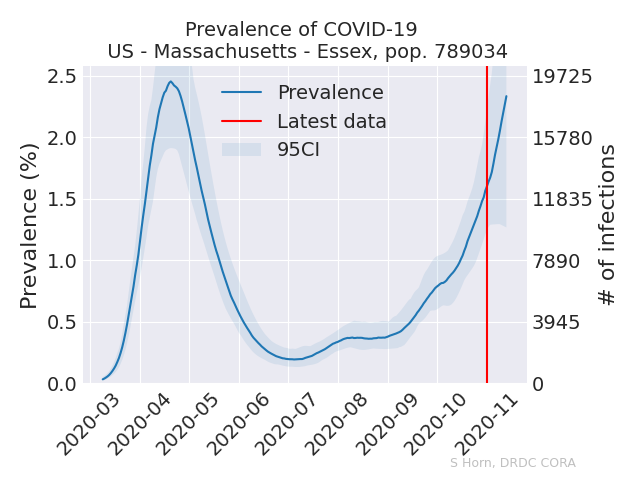 Prevalence of COVID-19
US - Massachusetts - Essex, pop. 789034
Prevalence (%)
2.5
2.0
1.5
1.0
0.5
0.0
Prevalence
Latest data
95CI
19725
15780
11835
7890
3945
0
# of infections
2020-03
2020-04
2020-05
2020-06
2020-07
2020-08
2020-09
2020-10
2020-11
S Horn, DRDC CORA